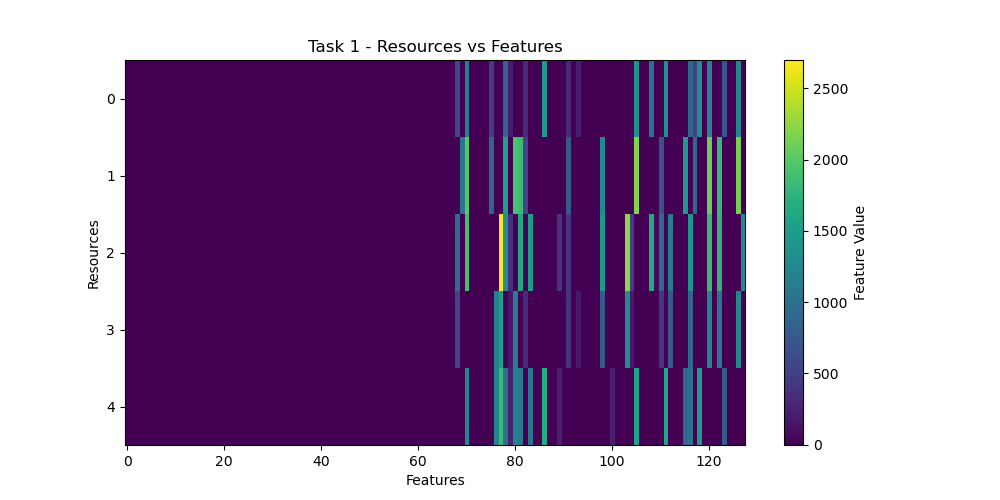 Task 1 - Resources vs Features
Resources
0
1
2
3
4
0 20 40 60 80 100 120
Features
2500
2000
1500
1000
500
0
Feature Value